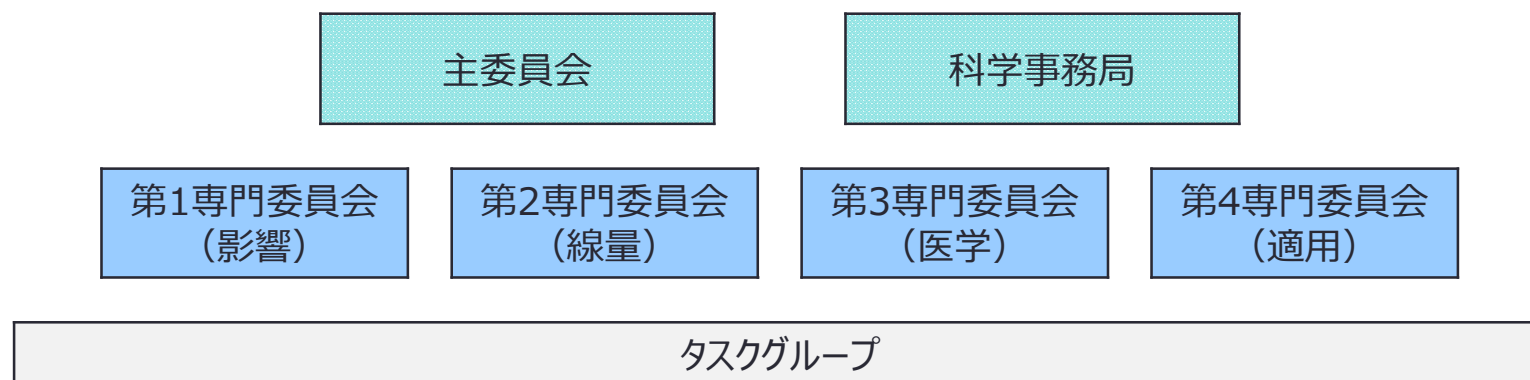 主委員会
科学事務局
第1専門委員会
（影響）
第2専門委員会
（線量）
第3専門委員会
（医学）
第4専門委員会
（適用）
タスクグループ